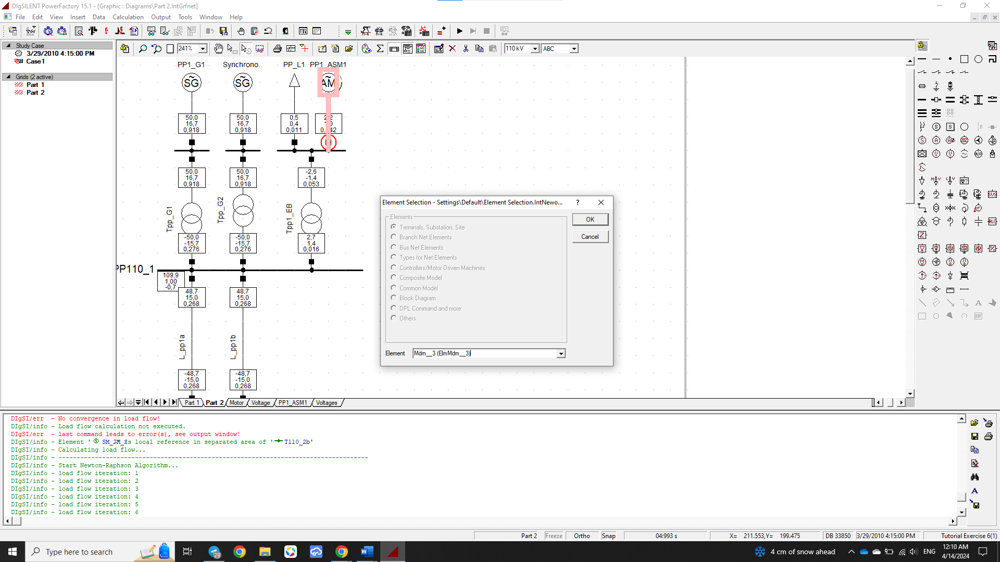 DIgSILENT PowerFactory 15.1 - [Graphic : Diagrams\Part 2.IntGrfnet]
File Edit View Insert Data Calculation Output Tools Window Help
241%
110 kV
ABC
Study Case
3/29/2010 4:15:00 PM
Case1
Grids (2 active)
Part 1
Part 2
PP1_G1 Synchrono.. PP_L1 PP1_ASM1
SG SG AM
50,0 50,0 0,5
16,7 16,7 0,4
0,918 0,918 0,011
50,0 50,0 -2,6
16,7 16,7 -1,4
0,918 0,918 0,053
Tpp_G1
Tpp_G2
Tpp1_EB
-50,0 -50,0 2,7
-15,7 -15,7 1,4
0,276 0,276 0,016
PP110_1
109,9
1,00
-0,7
48,7 48,7
15,0 15,0
0,268 0,268
L_pp1a
L_pp1b
-48,7 -48,7
-15,0 -15,0
0,268 0,268
Element Selection - Settings\Default\Element Selection.IntNewo...
Elements
Terminals, Substation, Site
Branch Net Elements
Bus Net Elements
Types for Net Elements
Controllers/Motor Driven Machines
Composite Model
Common Model
Block Diagram
DPL Command and more
Others
OK
Cancel
Element
Mdm__3 (ElmMdm__3)
Part 1 Part 2 Motor Voltage PP1_ASM1 Voltages
DIgSI/err - No convergence in load flow!
DIgSI/info - Load flow calculation not executed.
DIgSI/err - last command leads to error(s), see output window!
DIgSI/info - Element ' is local reference in separated area of ' T110_2b'
DIgSI/info - Calculating load flow...
DIgSI/info - ---------------------------------------------------------------------------------
DIgSI/info - Start Newton-Raphson Algorithm...
DIgSI/info - load flow iteration: 1
DIgSI/info - load flow iteration: 2
DIgSI/info - load flow iteration: 3
DIgSI/info - load flow iteration: 4
DIgSI/info - load flow iteration: 5
DIgSI/info - load flow iteration: 6
Part 2 Freeze Ortho Snap 04:993 s X= 211.553,Y= 199.475 DB 33850 3/29/2010 4:15:00 PM Tutorial Exercise 6(1)
Type here to search
29
4 cm of snow ahead
ENG
12:10 AM
4/14/2024